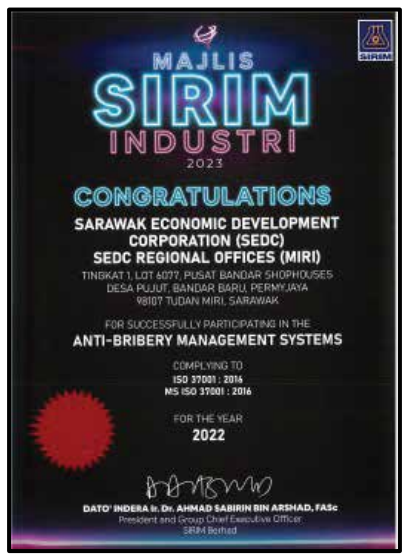 MAJLIS
SIRIM
INDUSTRI
2023
SIRIM
CONGRATULATIONS
SARAWAK ECONOMIC DEVELOPMENT
CORPORATION (SEDC)
SEDC REGIONAL OFFICES (MIRI)
TINGKAT 1, LOT 6077, PUSAT BANDAR SHOPHOUSES
DESA PUJUT, BANDAR BARU, PERMYJAYA
98107 TUDAN MIRI, SARAWAK
FOR SUCCESSFULLY PARTICIPATING IN THE
ANTI-BRIBERY MANAGEMENT SYSTEMS
COMPLYING TO
ISO 37001 : 2016
MS ISO 37001 : 2016
FOR THE YEAR
2022
DATO' INDERA Ir. Dr. AHMAD SABIRIN BIN ARSHAD, FASc
President and Group Chief Executive Officer
SIRIM Berhad